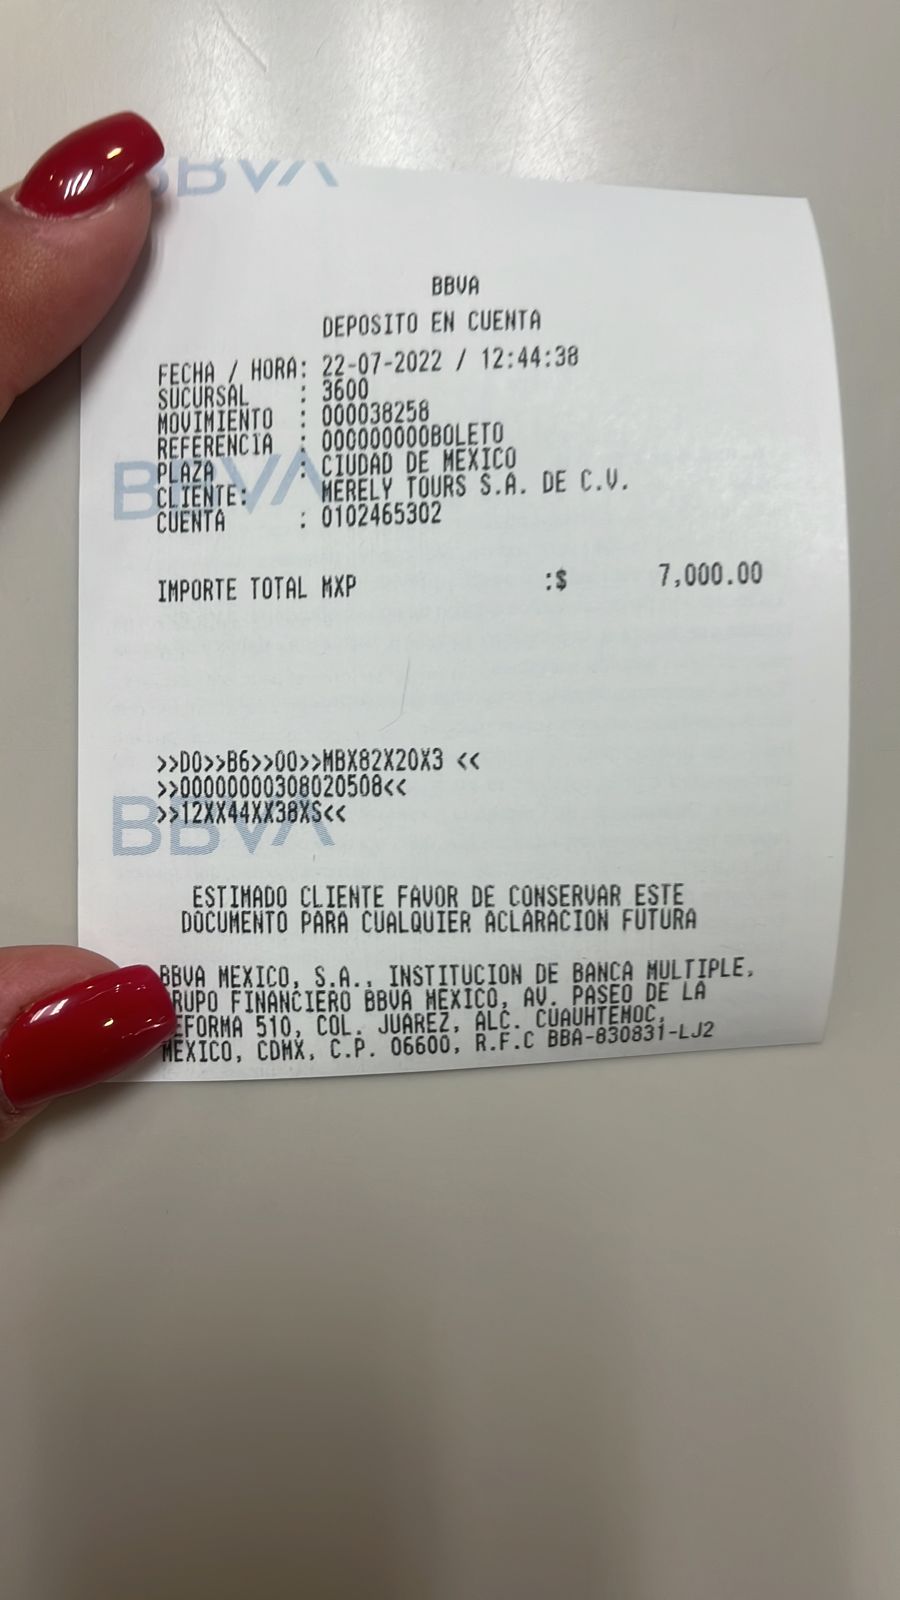 BBVA
BBVA
DEPOSITO EN CUENTA
FECHA / HORA: 22-07-2022 / 12:44:38
SUCURSAL : 3600
MOVIMIENTO : 000038258
REFERENCIA : 000000000BOLETO
PLAZA : CIUDAD DE MEXICO
BBVA
CLIENTE: MERELY TOURS S.A. DE C.V.
CUENTA : 0102465302
IMPORTE TOTAL MXP :$ 7,000.00
>>D0>>B6>>00>>MBX82X20X3 <<
>>00000000308020508<<
>>12XX44XX38XS<<
BBVA
ESTIMADO CLIENTE FAVOR DE CONSERVAR ESTE
DOCUMENTO PARA CUALQUIER ACLARACION FUTURA
BBVA MEXICO, S.A., INSTITUCION DE BANCA MULTIPLE,
RUPO FINANCIERO BBVA MEXICO, AV. PASEO DE LA
EFORMA 510, COL. JUAREZ, ALC. CUAUHTEMOC,
MEXICO, CDMX, C.P. 06600, R.F.C BBA-830831-LJ2